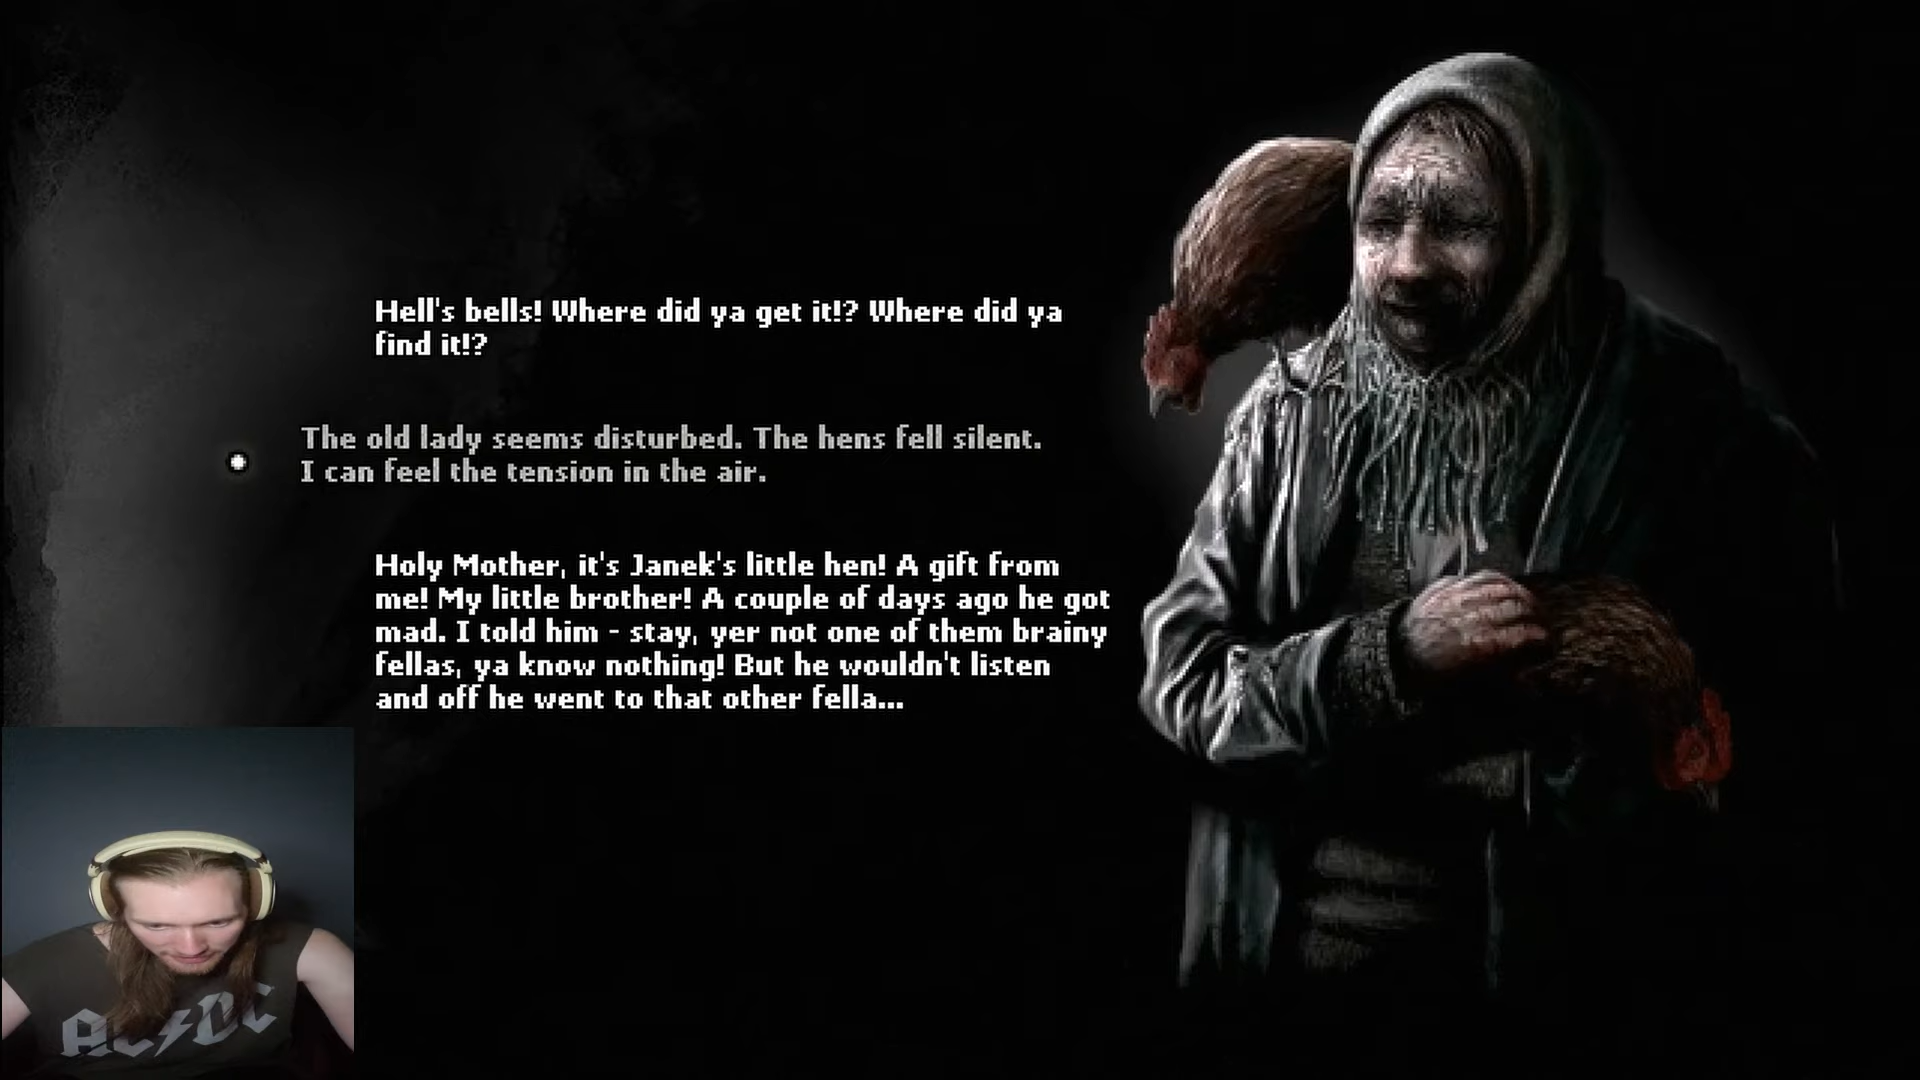 Hell's bells! Where did ya get it!? Where did ya
find it!?
The old lady seems disturbed. The hens fell silent.
I can feel the tension in the air.
Holy Mother, it's Janek's little hen! A gift from
me! My little brother! A couple of days ago he got
mad. I told him - stay, yer not one of them brainy
fellas, ya know nothing! But he wouldn't listen
and off he went to that other fella...
AC⚡DC